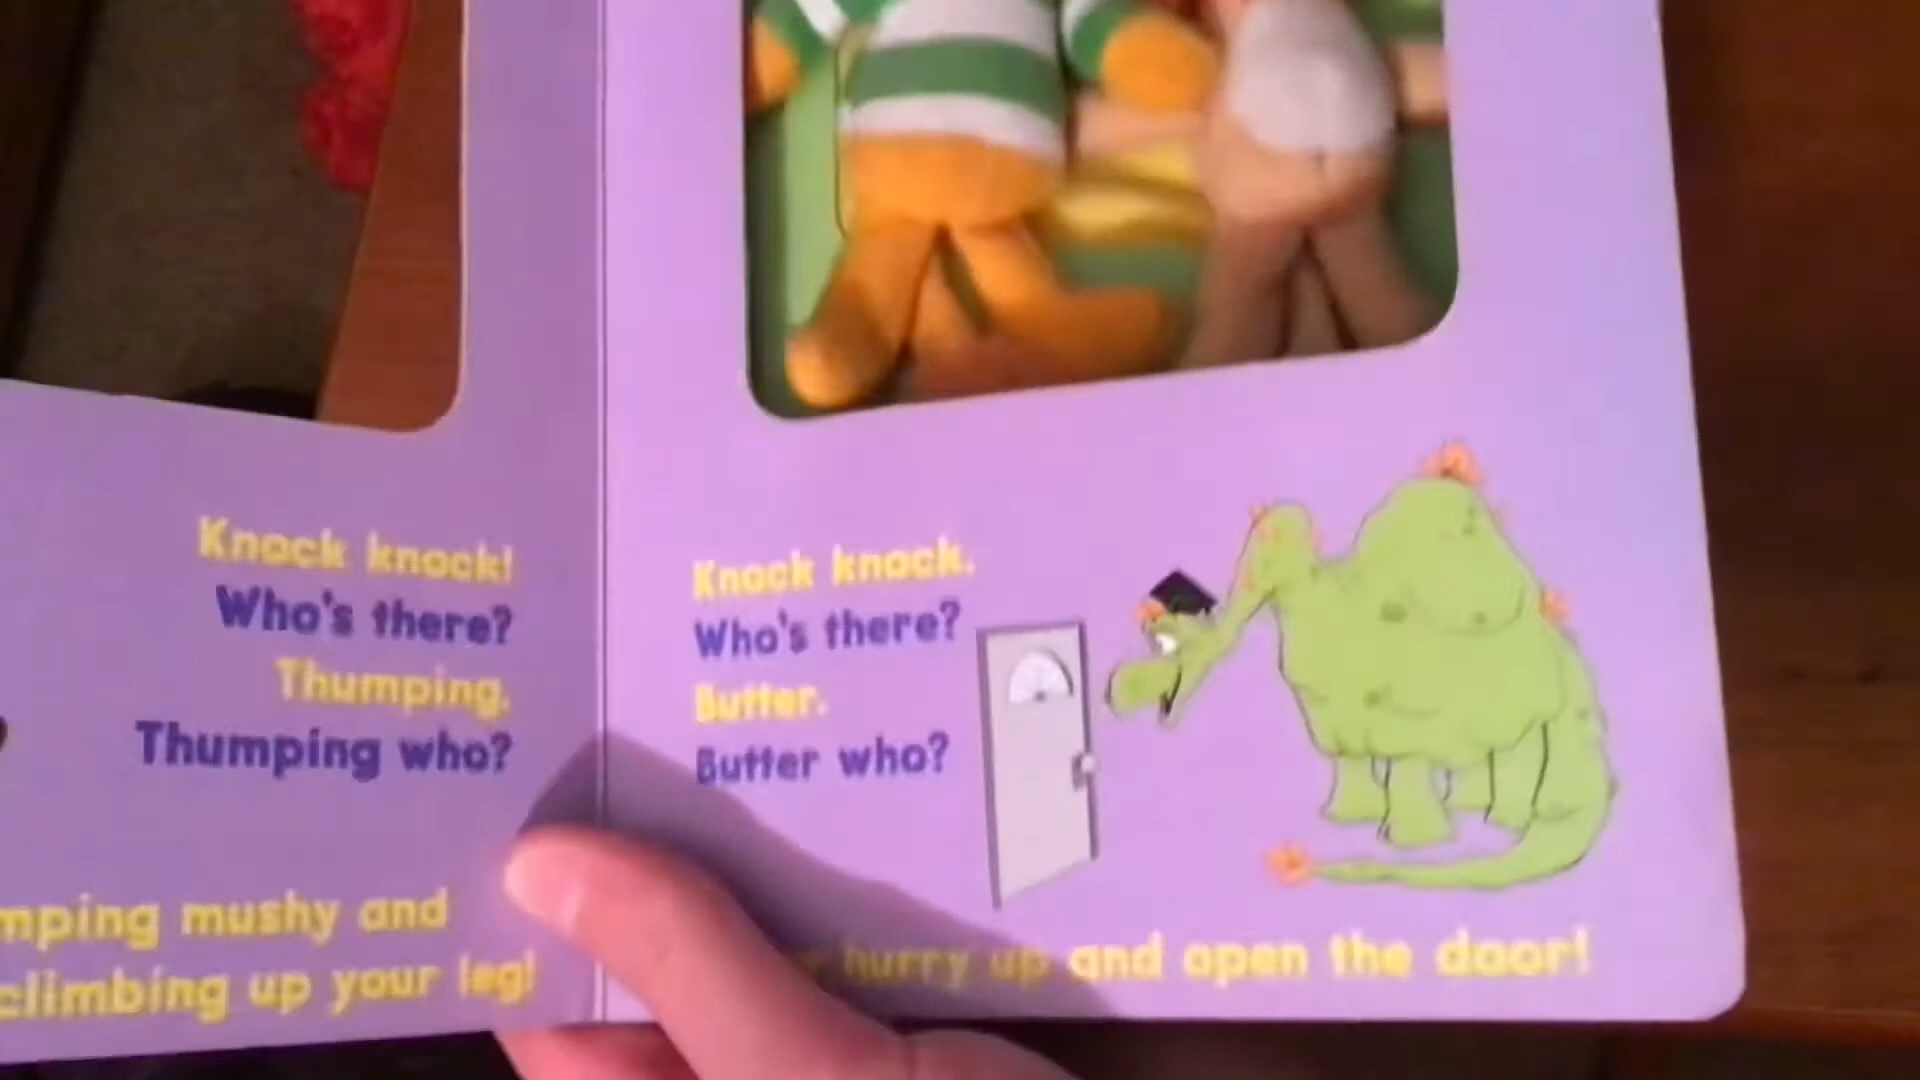 Knock knock!
Who's there?
Thumping.
Thumping who?
mping mushy and
climbing up your leg!
Knock knock.
Who's there?
Butter.
Butter who?
hurry up and open the door!